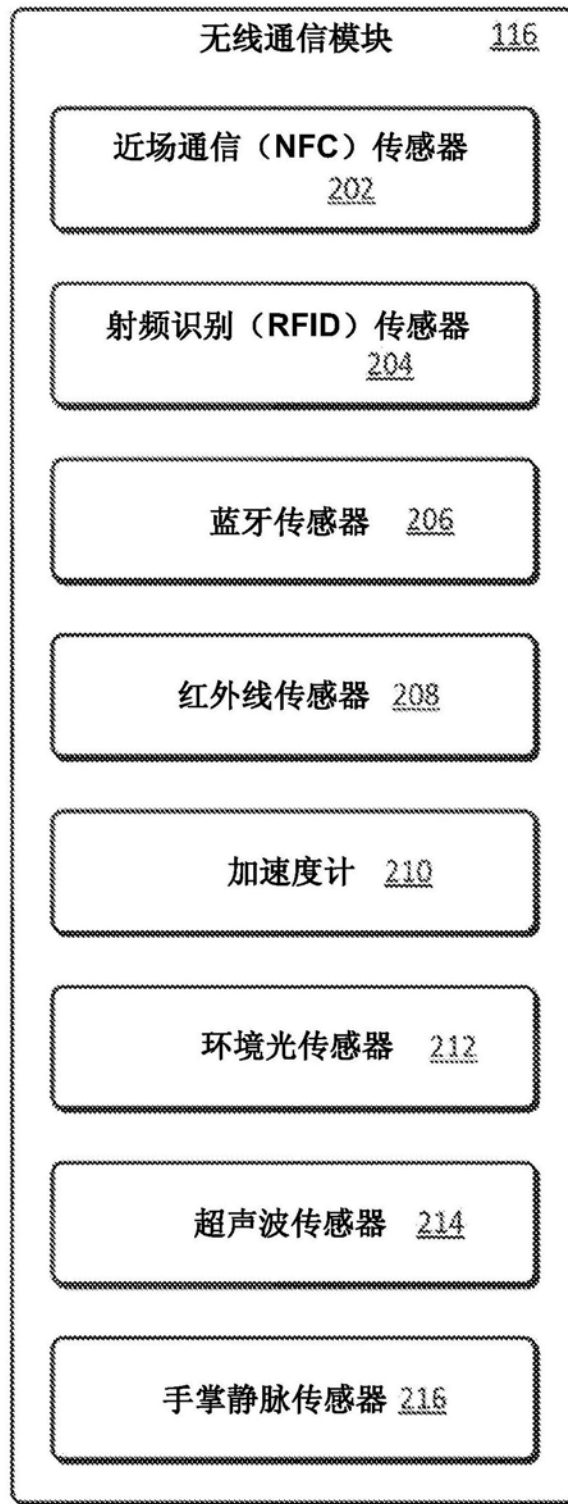 无线通信模块 116
近场通信（NFC）传感器
202
射频识别（RFID）传感器
204
蓝牙传感器 206
红外线传感器 208
加速度计 210
环境光传感器 212
超声波传感器 214
手掌静脉传感器 216